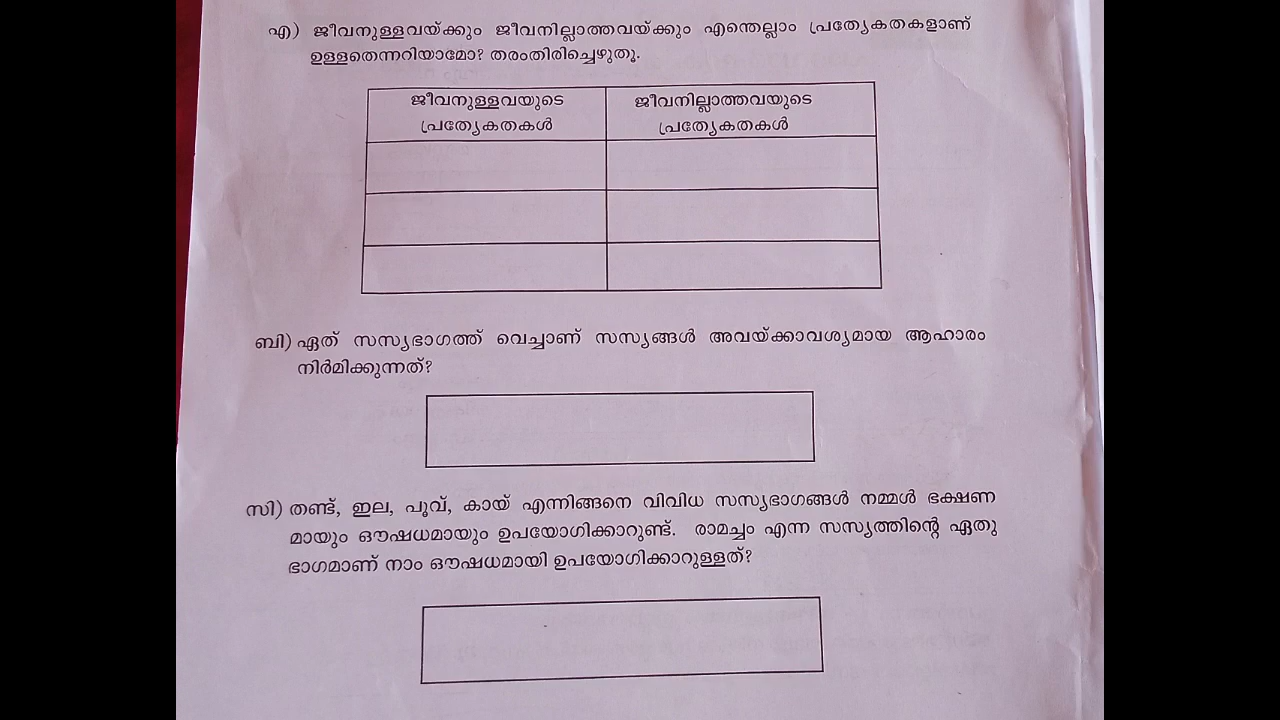 എ) ജീവനുള്ളവയ്ക്കും ജീവനില്ലാത്തവയ്ക്കും എന്തെല്ലാം പ്രത്യേകതകളാണ്
ഉള്ളതെന്നറിയാമോ? തരംതിരിച്ചെഴുതൂ.
ജീവനുള്ളവയുടെ
പ്രത്യേകതകൾ
ജീവനില്ലാത്തവയുടെ
പ്രത്യേകതകൾ
ബി) ഏത് സസ്യഭാഗത്ത് വെച്ചാണ് സസ്യങ്ങൾ അവയ്ക്കാവശ്യമായ ആഹാരം
നിർമിക്കുന്നത്?
സി) തണ്ട്, ഇല, പൂവ്, കായ് എന്നിങ്ങനെ വിവിധ സസ്യഭാഗങ്ങൾ നമ്മൾ ഭക്ഷണ
മായും ഔഷധമായും ഉപയോഗിക്കാറുണ്ട്. രാമച്ചം എന്ന സസ്യത്തിന്റെ ഏതു
ഭാഗമാണ് നാം ഔഷധമായി ഉപയോഗിക്കാറുള്ളത്?